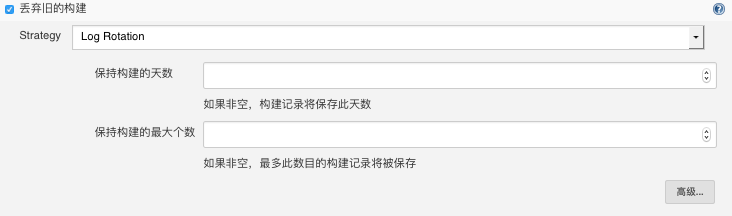 丢弃旧的构建
Strategy Log Rotation
保持构建的天数
如果非空，构建记录将保存此天数
保持构建的最大个数
如果非空，最多此数目的构建记录将被保存
高级...